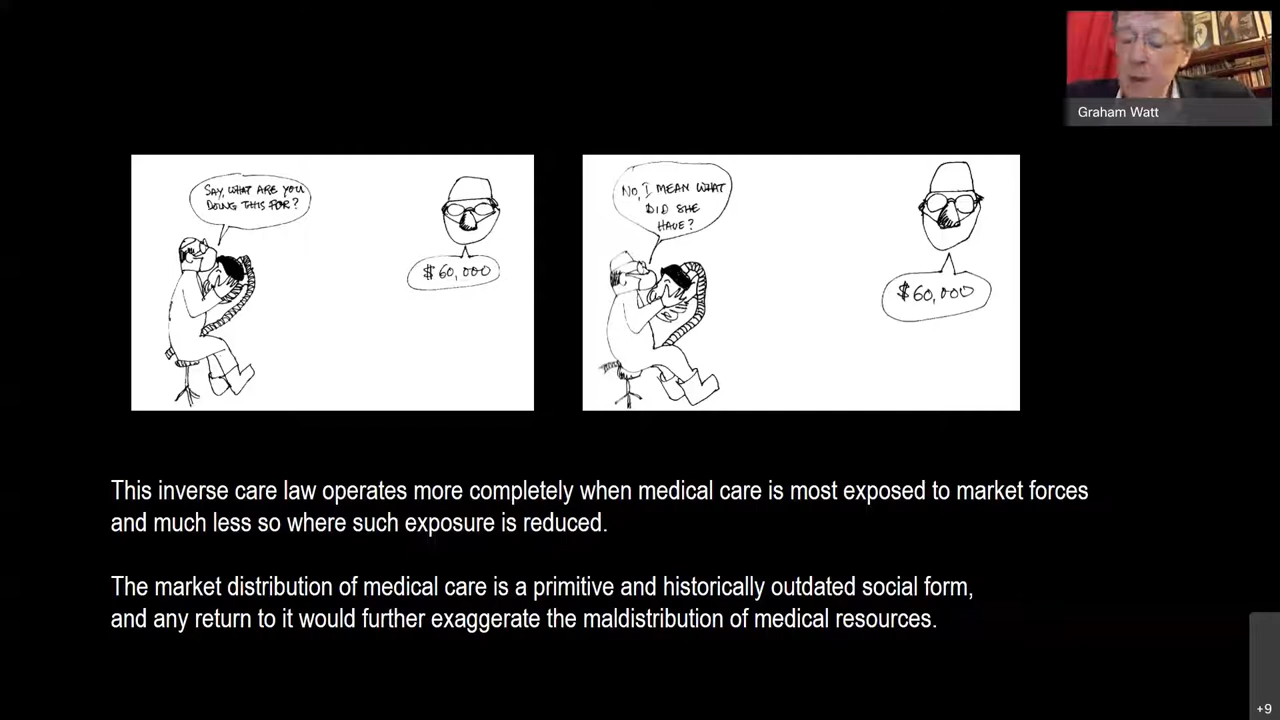 Graham Watt
SAY, WHAT ARE YOU
DOING THIS FOR?
$60,000
NO, I MEAN WHAT
DID SHE
HAVE?
$60,000
This inverse care law operates more completely when medical care is most exposed to market forces
and much less so where such exposure is reduced.
The market distribution of medical care is a primitive and historically outdated social form,
and any return to it would further exaggerate the maldistribution of medical resources.
+9